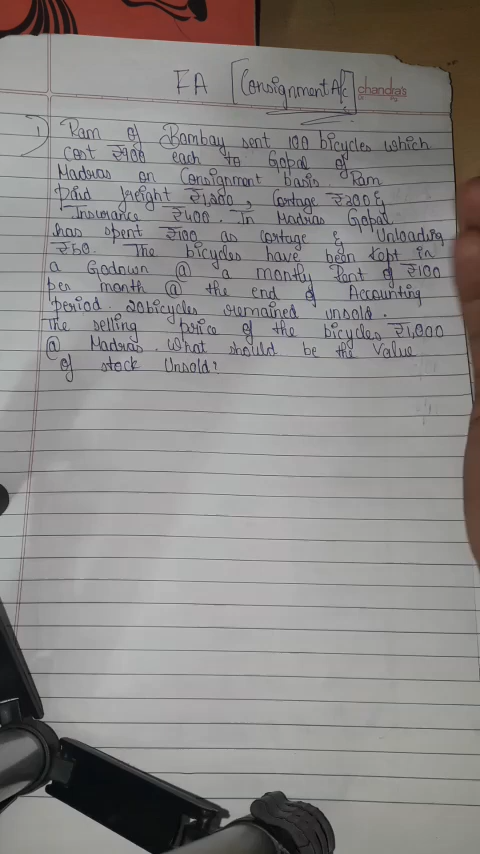 FA [Consignment A/c] chandra's
1) Ram of Bombay sent 100 bicycles which
cost ₹900 each to Gopal of
Madras on Consignment basis. Ram
paid freight ₹1,200, Cartage ₹200 &
Insurance ₹400. In Madras Gopal
has spent ₹100 as cartage & Unloading
₹50. The bicycles have been kept in
a Godown @ a montly Rent of ₹100
per month @ the end of Accounting
period. 20 bicycles remained unsold.
The selling price of the bicycles ₹1,000
@ Madras. What should be the Value
of stock Unsold?